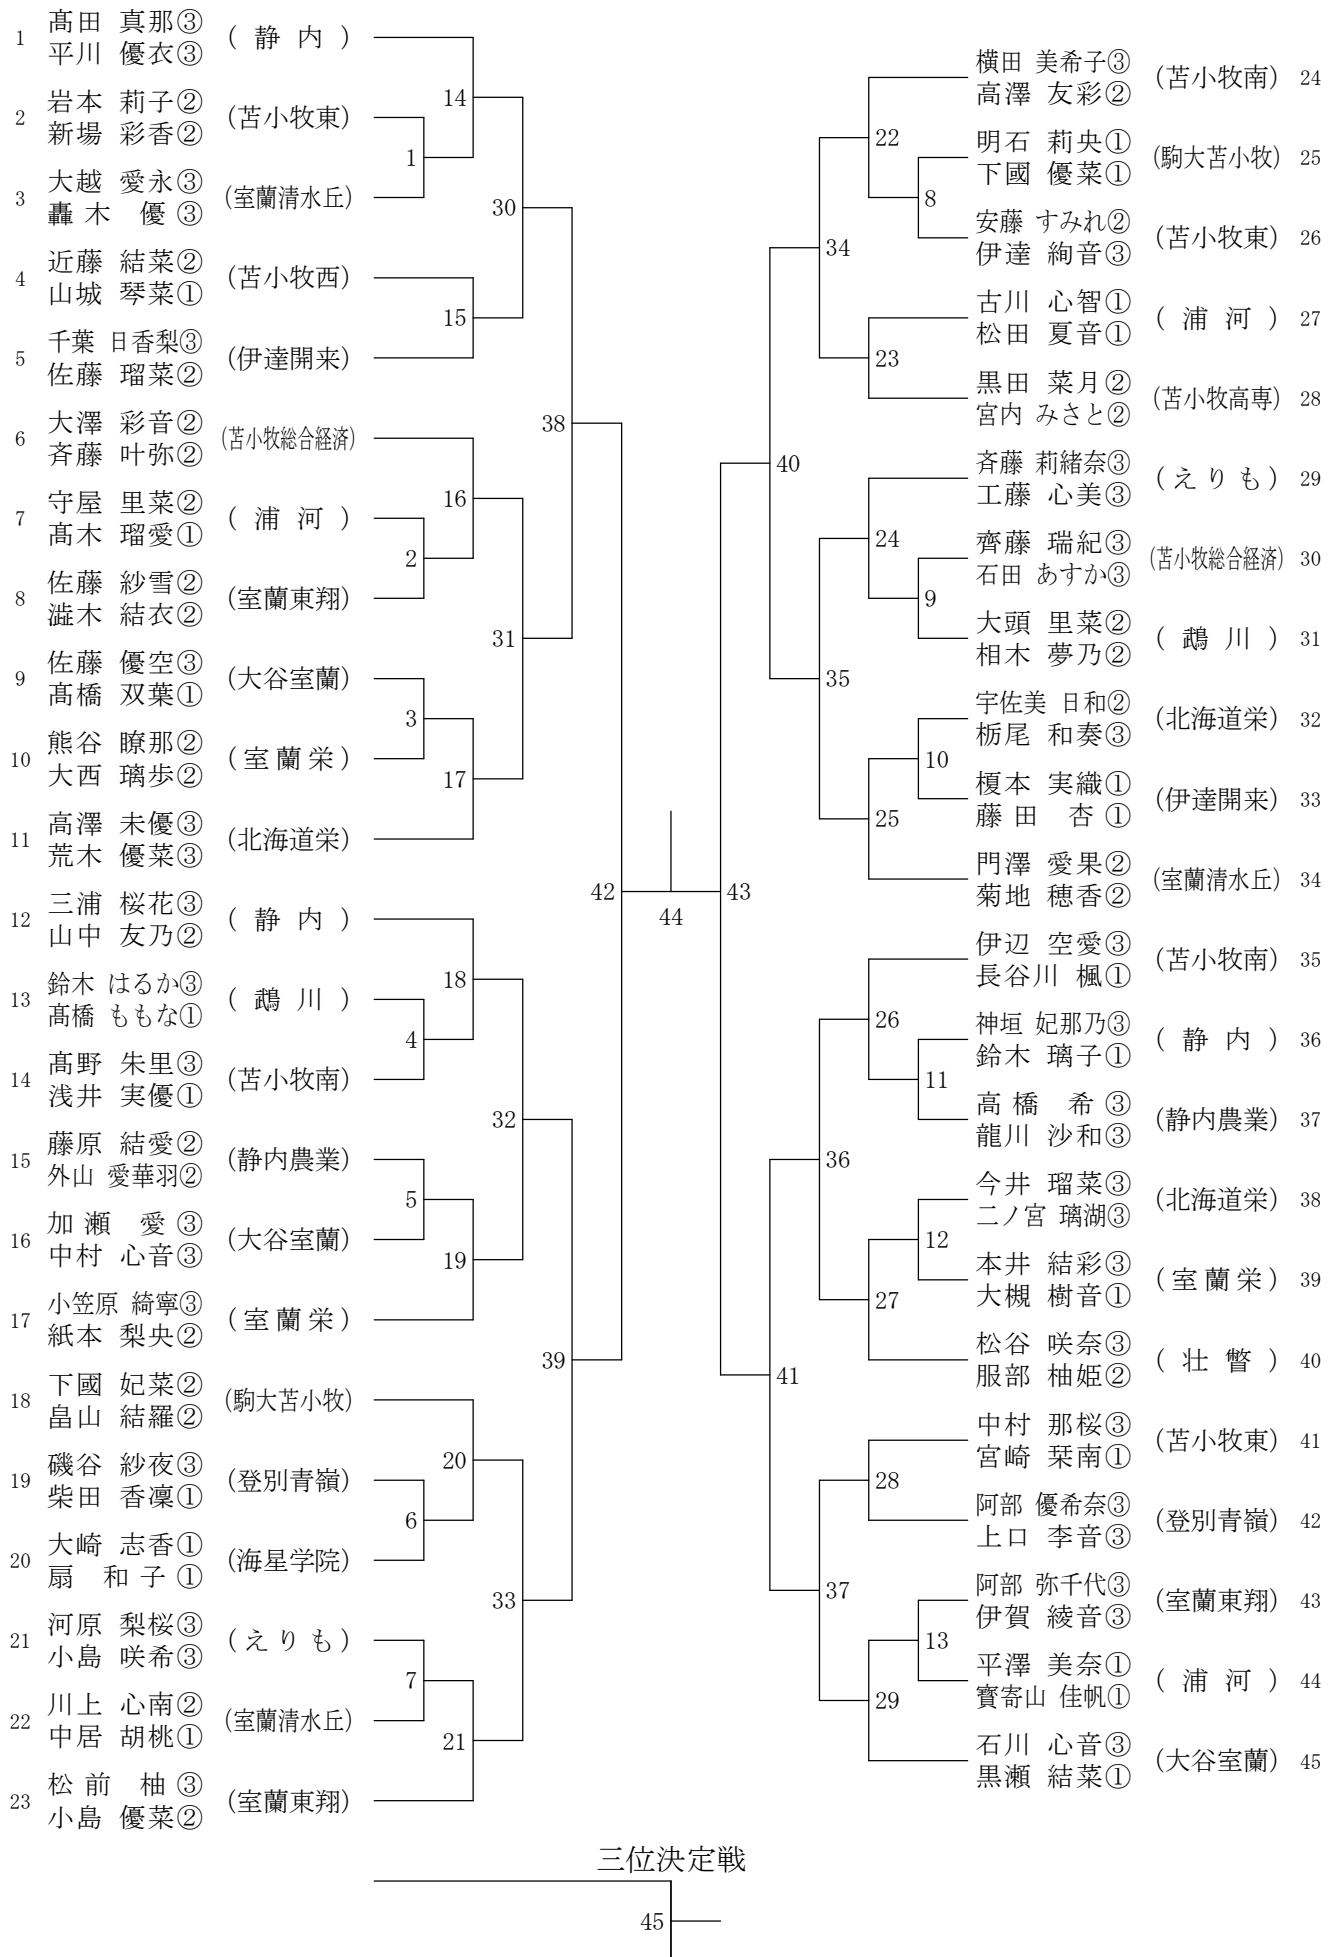 1 髙田 真那③ ( 静 内 )
平川 優衣③
2 岩本 莉子② (苫小牧東)
新場 彩香②
3 大越 愛永③ (室蘭清水丘)
轟木 優③
4 近藤 結菜② (苫小牧西)
山城 琴菜①
5 千葉 日香梨③ (伊達開来)
佐藤 瑠菜②
6 大澤 彩音② (苫小牧総合経済)
斉藤 叶弥②
7 守屋 里菜② ( 浦 河 )
髙木 瑠愛①
8 佐藤 紗雪② (室蘭東翔)
澁木 結衣②
9 佐藤 優空③ (大谷室蘭)
髙橋 双葉①
10 熊谷 瞭那② (室蘭栄)
大西 璃歩②
11 高澤 未優③ (北海道栄)
荒木 優菜③
12 三浦 桜花③ ( 静 内 )
山中 友乃②
13 鈴木 はるか③ ( 鵡 川 )
髙橋 ももな①
14 髙野 朱里③ (苫小牧南)
浅井 実優①
15 藤原 結愛② (静内農業)
外山 愛華羽②
16 加瀬 愛③ (大谷室蘭)
中村 心音③
17 小笠原 綺寧③ (室蘭栄)
紙本 梨央②
18 下國 妃菜② (駒大苫小牧)
畠山 結羅②
19 磯谷 紗夜③ (登別青嶺)
柴田 香凜①
20 大崎 志香① (海星学院)
扇 和子①
21 河原 梨桜③ (えりも)
小島 咲希③
22 川上 心南② (室蘭清水丘)
中居 胡桃①
23 松前 柚③ (室蘭東翔)
小島 優菜②
1
2
3
4
5
6
7
14
15
16
17
18
19
20
21
30
31
32
33
38
39
42
44
43
40
41
34
35
36
37
22
23
24
25
26
27
28
29
8
9
10
11
12
13
横田 美希子③ (苫小牧南) 24
高澤 友彩②
明石 莉央① (駒大苫小牧) 25
下國 優菜①
安藤 すみれ② (苫小牧東) 26
伊達 絢音③
古川 心智① ( 浦 河 ) 27
松田 夏音①
黒田 菜月② (苫小牧高専) 28
宮内 みさと②
斉藤 莉緒奈③ (えりも) 29
工藤 心美③
齊藤 瑞紀③ (苫小牧総合経済) 30
石田 あすか③
大頭 里菜② ( 鵡 川 ) 31
相木 夢乃②
宇佐美 日和② (北海道栄) 32
栃尾 和奏③
榎本 実織① (伊達開来) 33
藤田 杏①
門澤 愛果② (室蘭清水丘) 34
菊地 穂香②
伊辺 空愛③ (苫小牧南) 35
長谷川 楓①
神垣 妃那乃③ ( 静 内 ) 36
鈴木 璃子①
高橋 希③ (静内農業) 37
龍川 沙和③
今井 瑠菜③ (北海道栄) 38
二ノ宮 璃湖③
本井 結彩③ (室蘭栄) 39
大槻 樹音①
松谷 咲奈③ ( 壮 瞥 ) 40
服部 柚姫②
中村 那桜③ (苫小牧東) 41
宮崎 栞南①
阿部 優希奈③ (登別青嶺) 42
上口 李音③
阿部 弥千代③ (室蘭東翔) 43
伊賀 綾音③
平澤 美奈① ( 浦 河 ) 44
寳寄山 佳帆①
石川 心音③ (大谷室蘭) 45
黒瀬 結菜①
三位決定戦
45